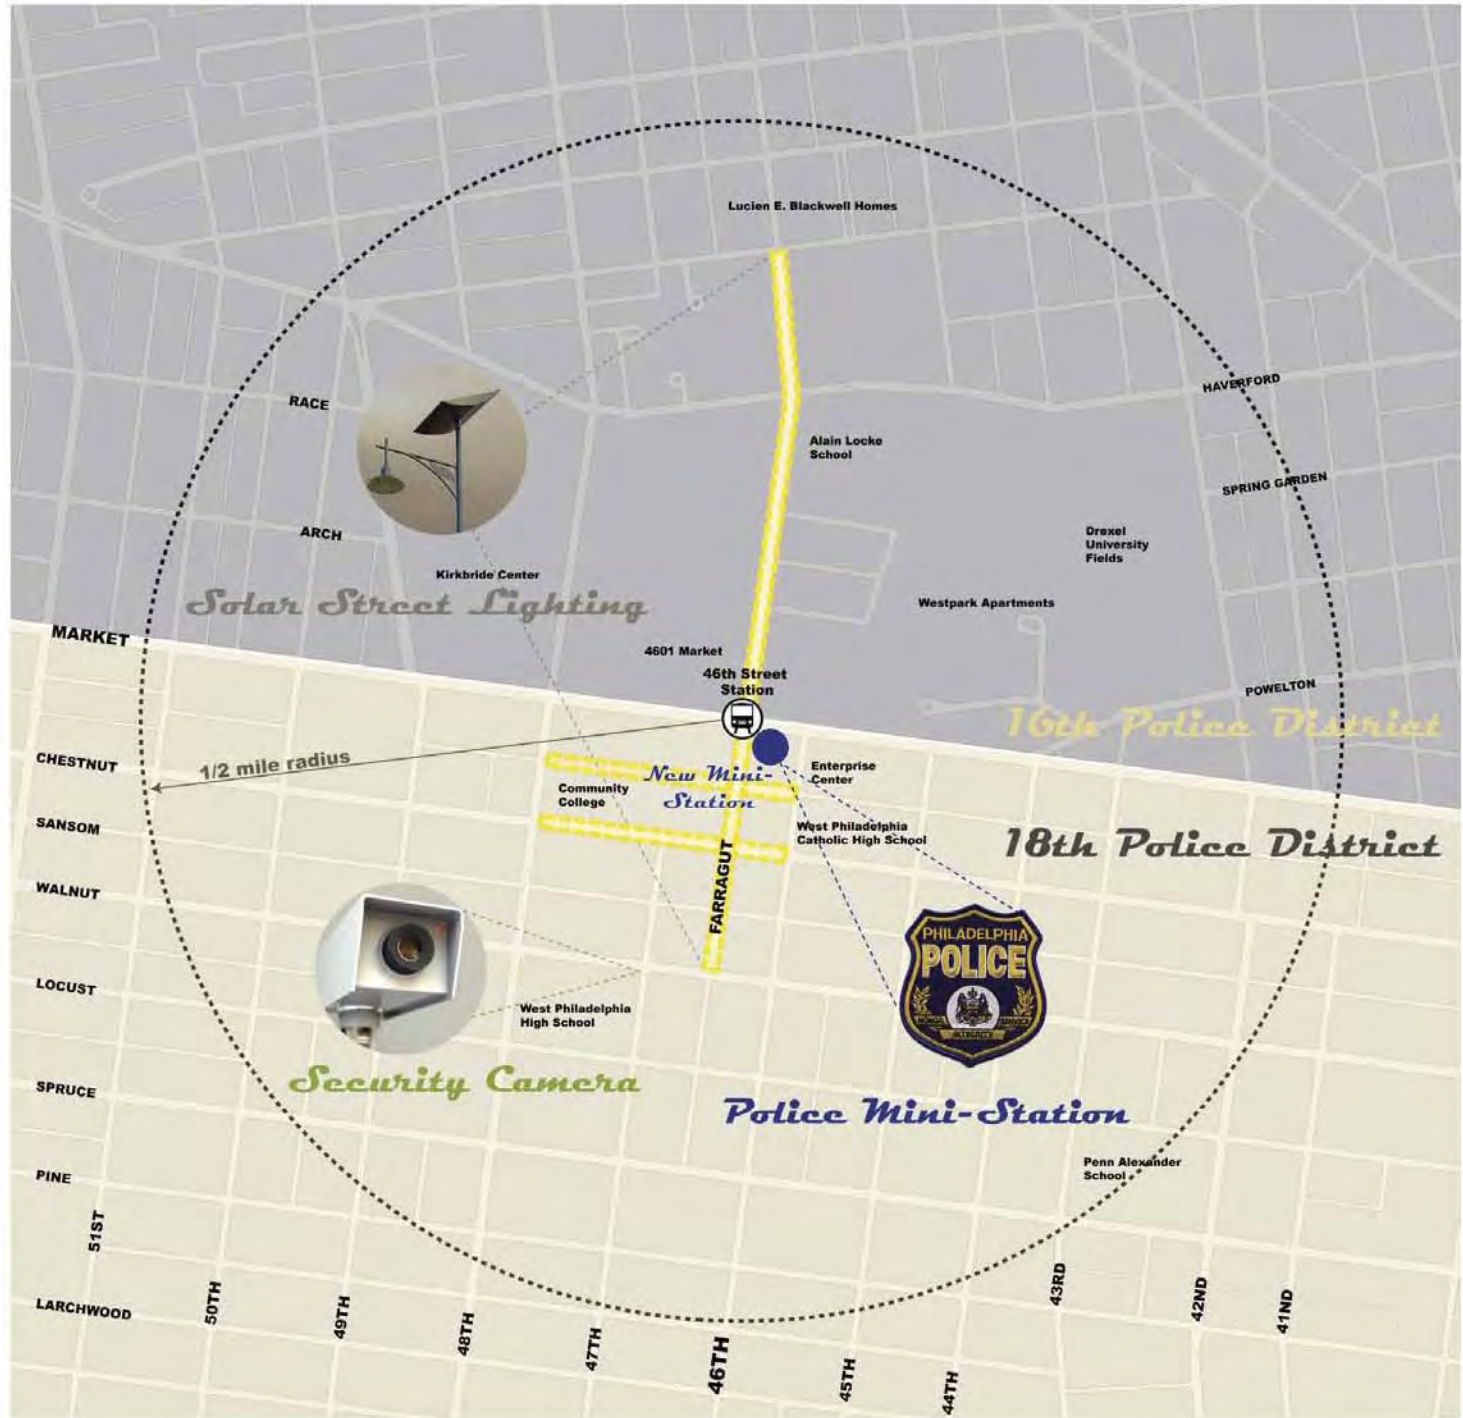 Lucien E. Blackwell Homes
HAVERFORD
RACE
Alain Locke
School
SPRING GARDEN
ARCH
Drexel
University
Fields
Kirkbride Center
Solar Street Lighting
Westpark Apartments
MARKET
4601 Market
46th Street
Station
POWELTON
16th Police District
CHESTNUT
1/2 mile radius
New Mini-
Station
Enterprise
Center
Community
College
SANSOM
West Philadelphia
Catholic High School
18th Police District
FARRAGUT
WALNUT
PHILADELPHIA
POLICE
HONOR
SERVICE
INTEGRITY
LOCUST
West Philadelphia
High School
Security Camera
SPRUCE
Police Mini-Station
PINE
Penn Alexander
School
51ST
LARCHWOOD
50TH
49TH
48TH
47TH
46TH
45TH
44TH
43RD
42ND
41ND